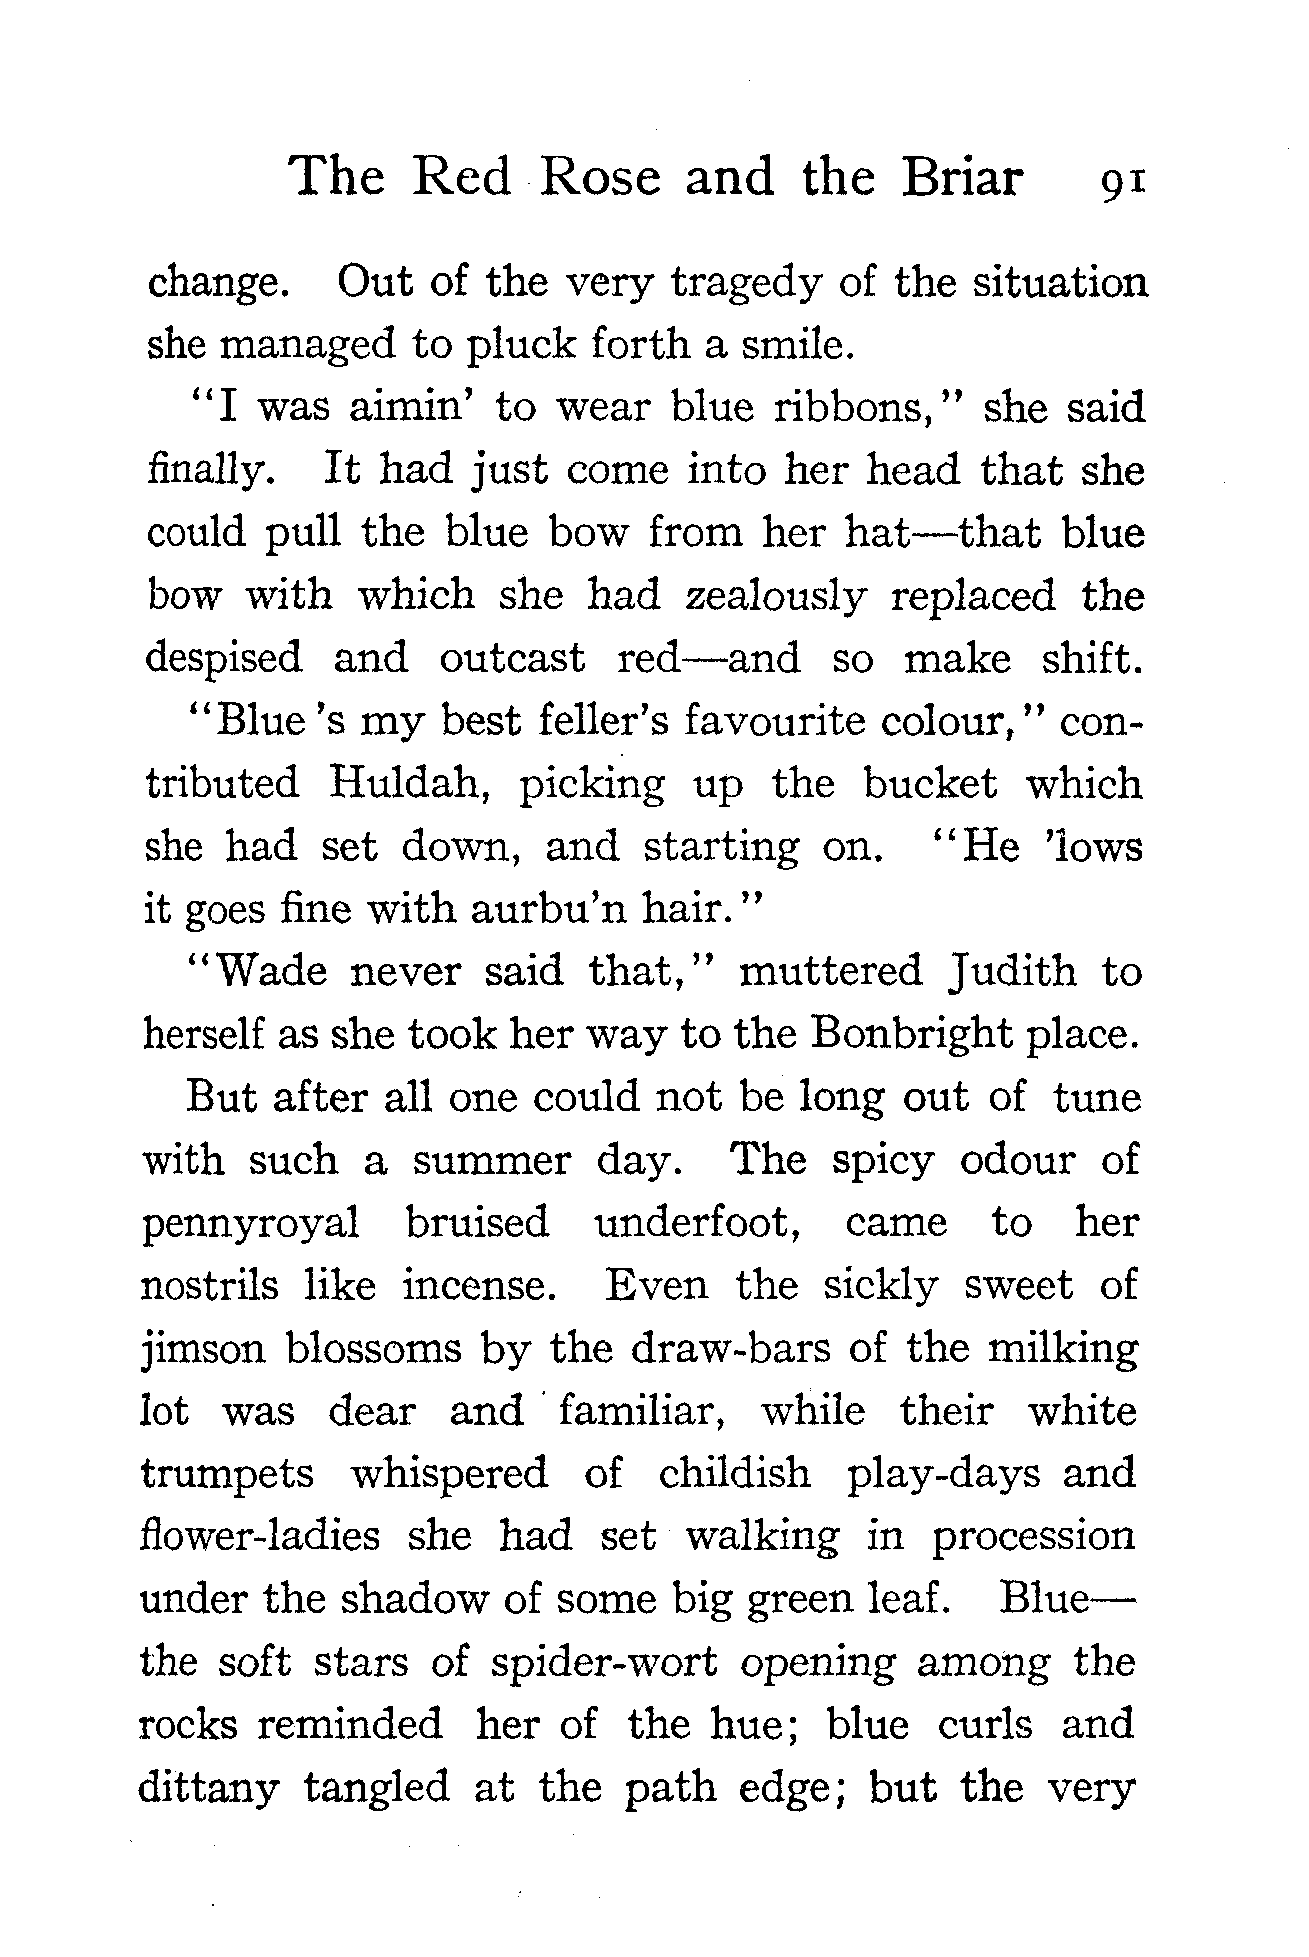 The Red Rose and the Briar 91
change. Out of the very tragedy of the situation
she managed to pluck forth a smile.
"I was aimin' to wear blue ribbons," she said
finally. It had just come into her head that she
could pull the blue bow from her hat—that blue
bow with which she had zealously replaced the
despised and outcast red—and so make shift.
"Blue 's my best feller's favourite colour," con-
tributed Huldah, picking up the bucket which
she had set down, and starting on. "He 'lows
it goes fine with aurbu'n hair."
"Wade never said that," muttered Judith to
herself as she took her way to the Bonbright place.
But after all one could not be long out of tune
with such a summer day. The spicy odour of
pennyroyal bruised underfoot, came to her
nostrils like incense. Even the sickly sweet of
jimson blossoms by the draw-bars of the milking
lot was dear and familiar, while their white
trumpets whispered of childish play-days and
flower-ladies she had set walking in procession
under the shadow of some big green leaf. Blue—
the soft stars of spider-wort opening among the
rocks reminded her of the hue; blue curls and
dittany tangled at the path edge; but the very